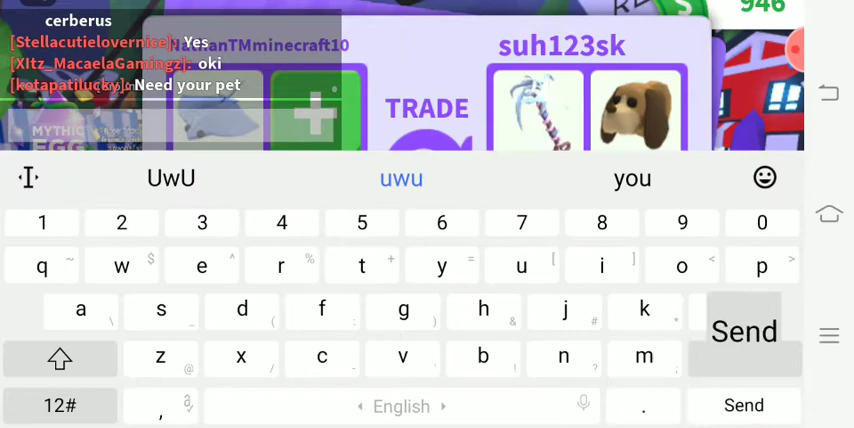 cerberus
946
[Stellacutielovernice]: Yes
NathanTMminecraft10
suh123sk
[XItz_MacaelaGamingz]: oki
[kotapatilucky]: Need your pet
TRADE
MYTHIC
EGG
UwU uwu you
1 2 3 4 5 6 7 8 9 0
q ~ w $ e ^ r % t + y = u [ i ] o < p >
a \ s _ d ( f : g ) h & j # k *
Send
z @ x / c - v ' b ! n ? m ;
12# , English . Send